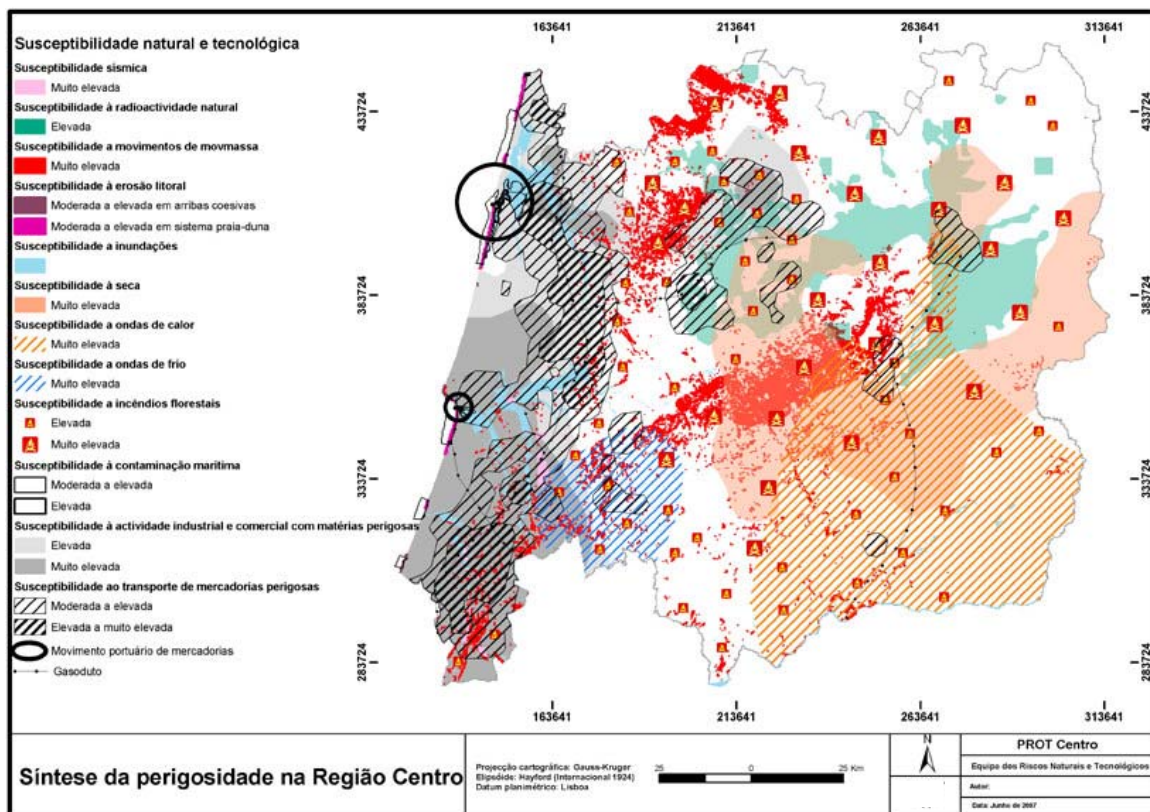 163641 213641 263641 313641
Susceptibilidade natural e tecnológica
Susceptibilidade sísmica
Muito elevada
Susceptibilidade à radioactividade natural
Elevada
Susceptibilidade a movimentos de movmassa
Muito elevada
Susceptibilidade à erosão litoral
Moderada a elevada em arribas coesivas
Moderada a elevada em sistema praia-duna
Susceptibilidade a inundações
Susceptibilidade à seca
Muito elevada
Susceptibilidade a ondas de calor
Muito elevada
Susceptibilidade a ondas de frio
Muito elevada
Susceptibilidade a incêndios florestais
Elevada
Muito elevada
Susceptibilidade à contaminação marítima
Moderada a elevada
Elevada
Susceptibilidade à actividade industrial e comercial com matérias perigosas
Elevada
Muito elevada
Susceptibilidade ao transporte de mercadorias perigosas
Moderada a elevada
Elevada a muito elevada
Movimento portuário de mercadorias
Gasoduto
433724 433724
383724 383724
333724 333724
283724 283724
163641 213641 263641 313641
Síntese da perigosidade na Região Centro
Projecção cartográfica: Gauss-Kruger
Elipsóide: Hayford (Internacional 1924)
Datum planimétrico: Lisboa
25 0 25 Km
N
PROT Centro
Equipa dos Riscos Naturais e Tecnológicos
Autor:
Data: Junho de 2007